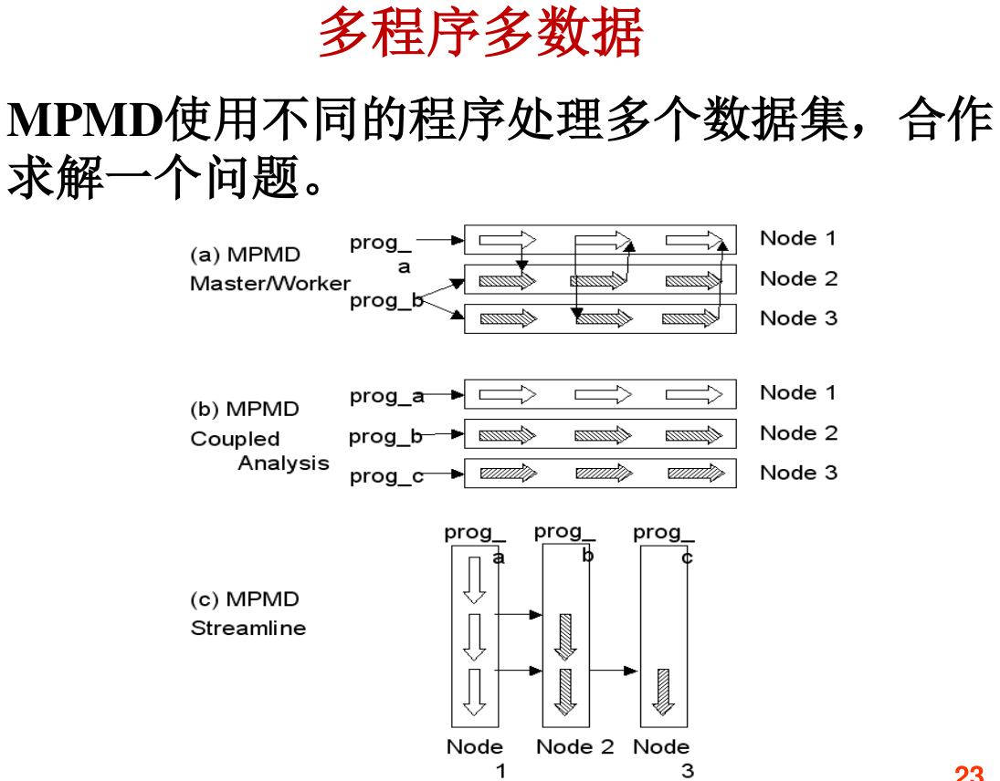 多程序多数据
MPMD使用不同的程序处理多个数据集，合作
求解一个问题。
(a) MPMD
Master/Worker
prog_
a
prog_b
Node 1
Node 2
Node 3
(b) MPMD
Coupled
Analysis
prog_a
prog_b
prog_c
Node 1
Node 2
Node 3
(c) MPMD
Streamline
prog_
a
prog_
b
prog_
c
Node
1
Node 2
Node
3
23